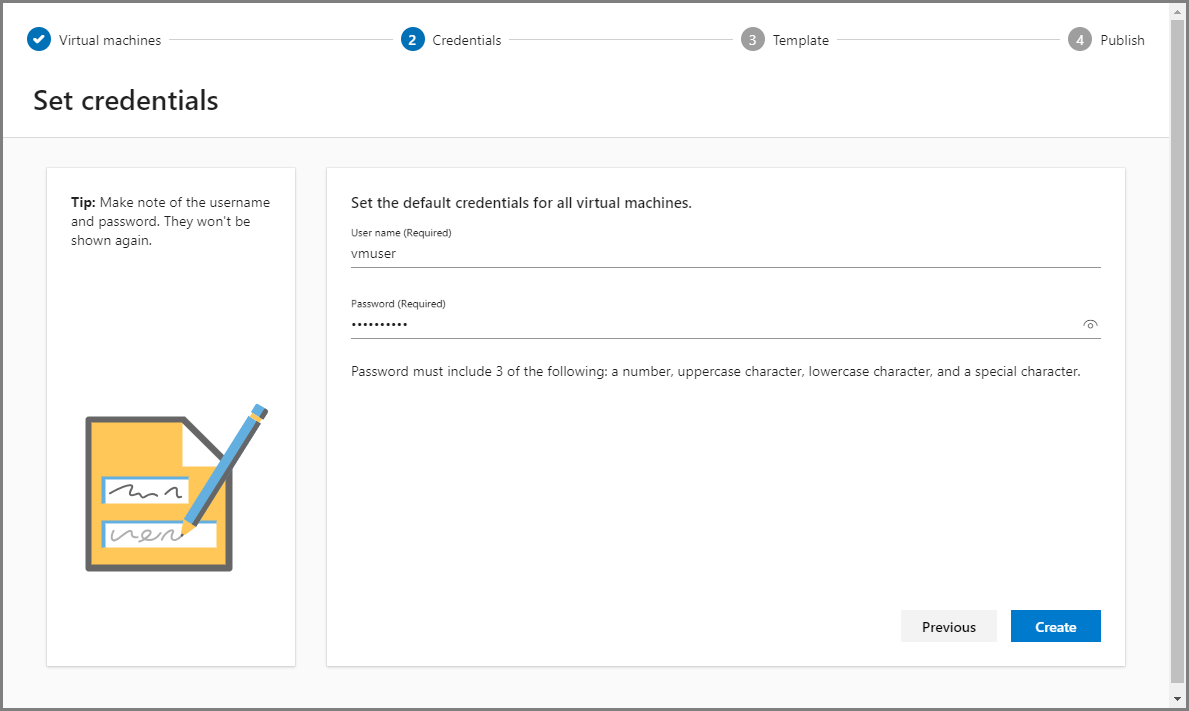 Virtual machines
2 Credentials
3 Template
4 Publish
Set credentials
Tip: Make note of the username
and password. They won't be
shown again.
Set the default credentials for all virtual machines.
User name (Required)
vmuser
Password (Required)
••••••••••
Password must include 3 of the following: a number, uppercase character, lowercase character, and a special character.
Previous
Create